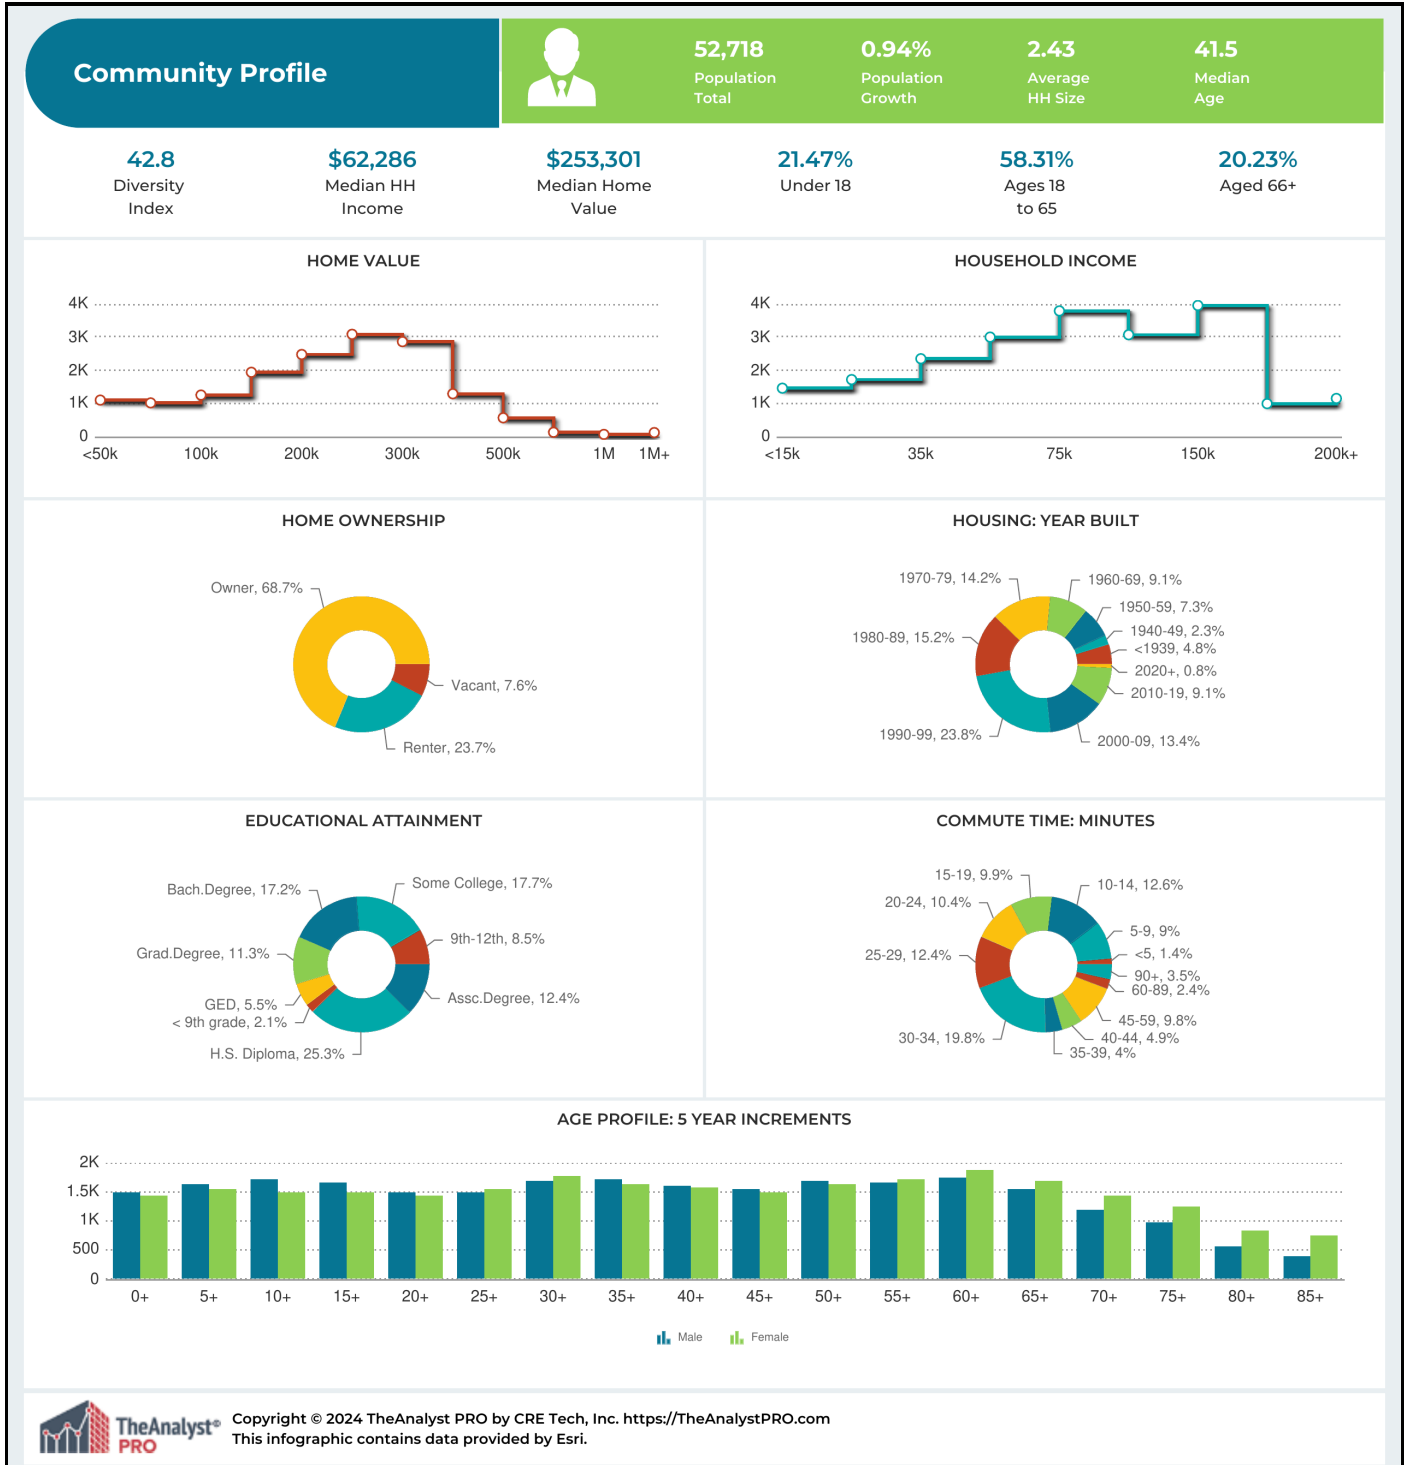 Community Profile
52,718
Population
Total
0.94%
Population
Growth
2.43
Average
HH Size
41.5
Median
Age
42.8
Diversity
Index
$62,286
Median HH
Income
$253,301
Median Home
Value
21.47%
Under 18
58.31%
Ages 18
to 65
20.23%
Aged 66+
HOME VALUE
4K
3K
2K
1K
0
<50k 100k 200k 300k 500k 1M 1M+
HOUSEHOLD INCOME
4K
3K
2K
1K
0
<15k 35k 75k 150k 200k+
HOME OWNERSHIP
Owner, 68.7%
Vacant, 7.6%
Renter, 23.7%
HOUSING: YEAR BUILT
1970-79, 14.2%
1960-69, 9.1%
1950-59, 7.3%
1940-49, 2.3%
1980-89, 15.2%
<1939, 4.8%
2020+, 0.8%
2010-19, 9.1%
1990-99, 23.8%
2000-09, 13.4%
EDUCATIONAL ATTAINMENT
Bach.Degree, 17.2%
Some College, 17.7%
9th-12th, 8.5%
Grad.Degree, 11.3%
Assc.Degree, 12.4%
GED, 5.5%
< 9th grade, 2.1%
H.S. Diploma, 25.3%
COMMUTE TIME: MINUTES
15-19, 9.9%
10-14, 12.6%
20-24, 10.4%
5-9, 9%
25-29, 12.4%
<5, 1.4%
90+, 3.5%
60-89, 2.4%
45-59, 9.8%
30-34, 19.8%
40-44, 4.9%
35-39, 4%
AGE PROFILE: 5 YEAR INCREMENTS
2K
1.5K
1K
500
0
0+ 5+ 10+ 15+ 20+ 25+ 30+ 35+ 40+ 45+ 50+ 55+ 60+ 65+ 70+ 75+ 80+ 85+
Male Female
TheAnalyst©
PRO
Copyright © 2024 TheAnalyst PRO by CRE Tech, Inc. https://TheAnalystPRO.com
This infographic contains data provided by Esri.